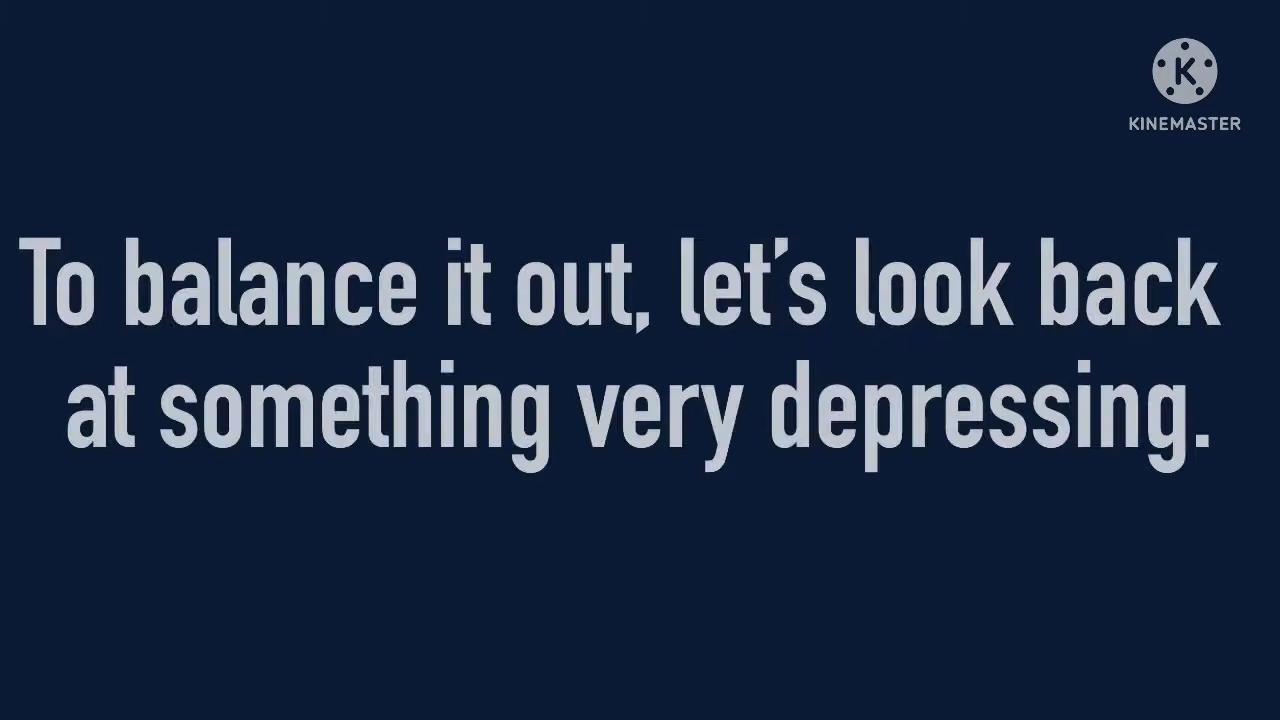 K
KINEMASTER
To balance it out, let's look back
at something very depressing.